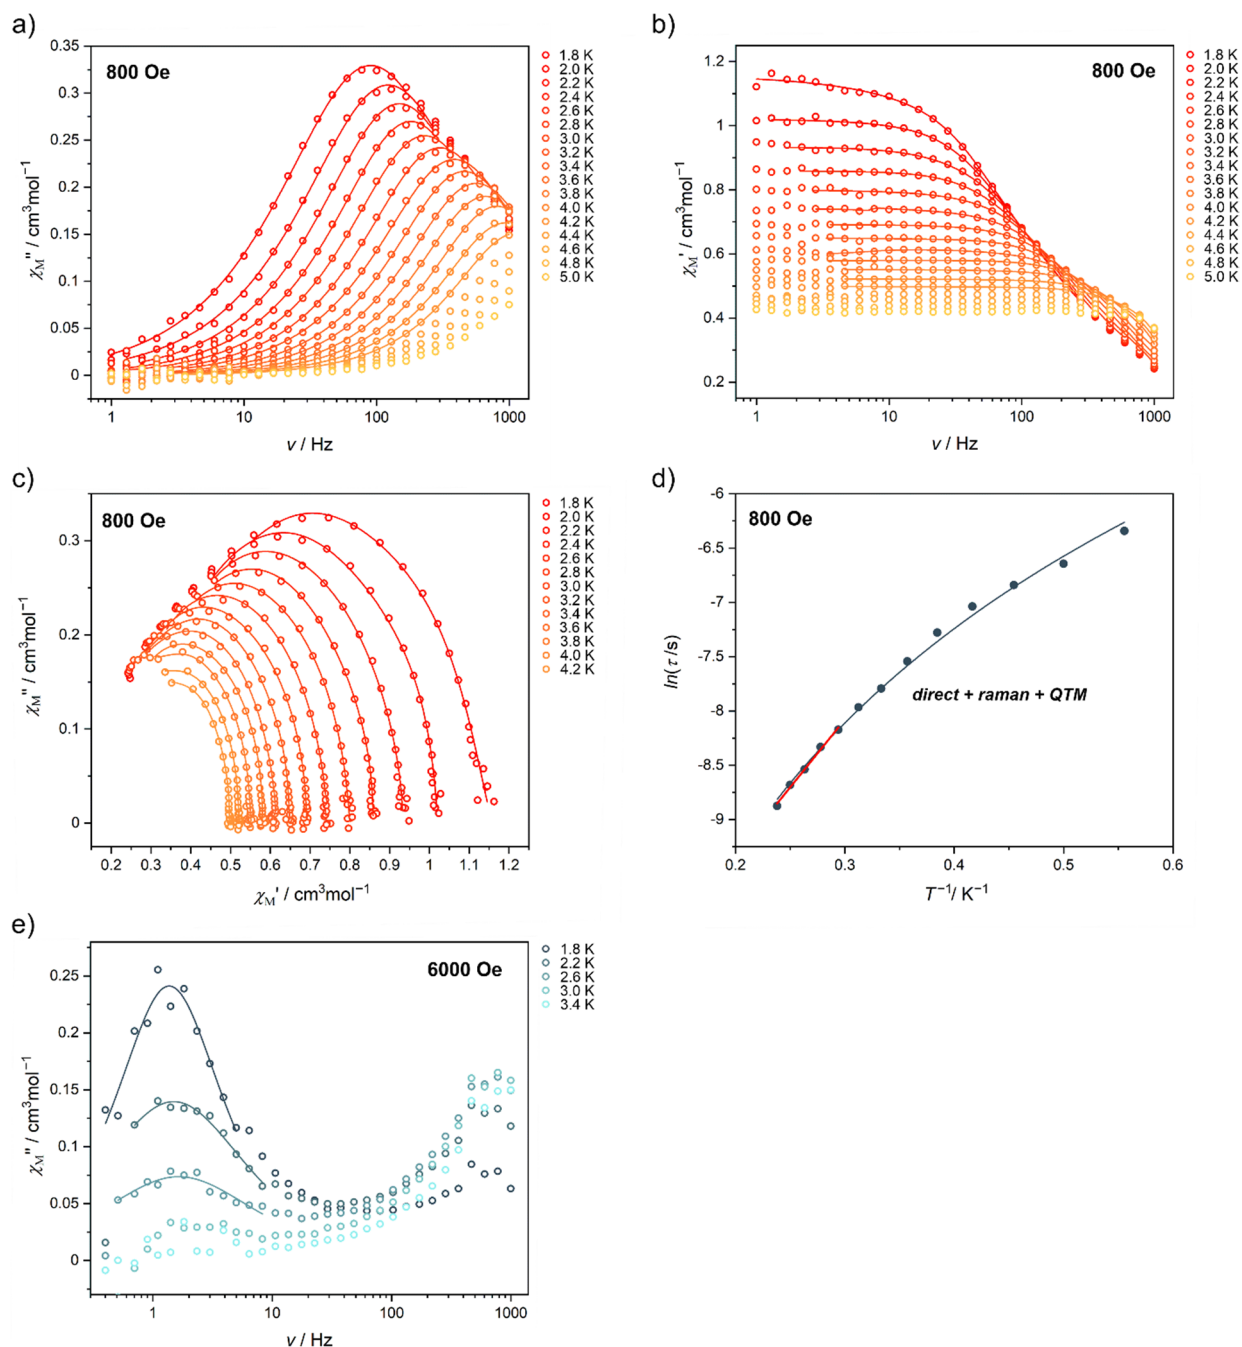 a)
800 Oe
0.35
0.3
0.25
0.2
0.15
0.1
0.05
0
χM'' / cm³mol⁻¹
1
10
100
1000
ν / Hz
1.8 K
2.0 K
2.2 K
2.4 K
2.6 K
2.8 K
3.0 K
3.2 K
3.4 K
3.6 K
3.8 K
4.0 K
4.2 K
4.4 K
4.6 K
4.8 K
5.0 K
b)
800 Oe
1.2
1
0.8
0.6
0.4
0.2
χM' / cm³mol⁻¹
1
10
100
1000
ν / Hz
1.8 K
2.0 K
2.2 K
2.4 K
2.6 K
2.8 K
3.0 K
3.2 K
3.4 K
3.6 K
3.8 K
4.0 K
4.2 K
4.4 K
4.6 K
4.8 K
5.0 K
c)
800 Oe
0.3
0.2
0.1
0
χM'' / cm³mol⁻¹
0.2 0.3 0.4 0.5 0.6 0.7 0.8 0.9 1 1.1 1.2
χM' / cm³mol⁻¹
1.8 K
2.0 K
2.2 K
2.4 K
2.6 K
2.8 K
3.0 K
3.2 K
3.4 K
3.6 K
3.8 K
4.0 K
4.2 K
d)
800 Oe
-6
-6.5
-7
-7.5
-8
-8.5
-9
ln(τ /s)
direct + raman + QTM
0.2 0.3 0.4 0.5 0.6
T⁻¹/ K⁻¹
e)
6000 Oe
0.25
0.2
0.15
0.1
0.05
0
χM'' / cm³mol⁻¹
1
10
100
1000
ν / Hz
1.8 K
2.2 K
2.6 K
3.0 K
3.4 K